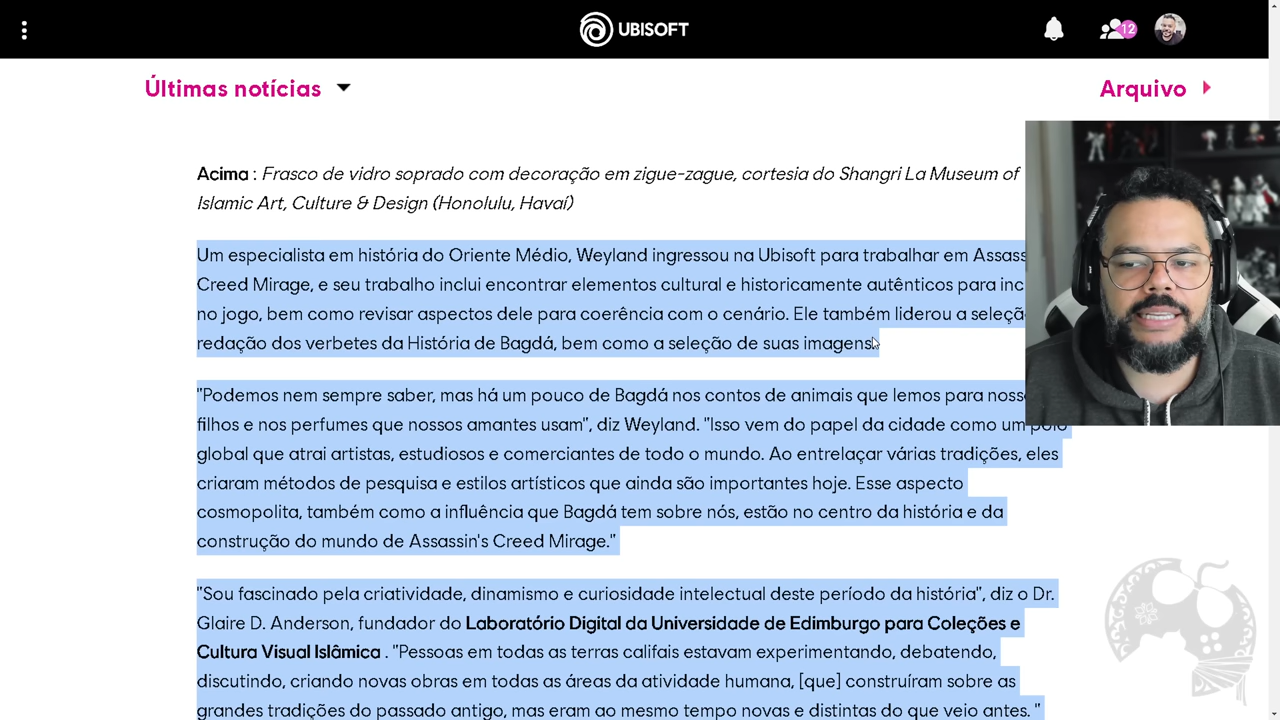 UBISOFT
12
Últimas notícias
Arquivo
Acima : Frasco de vidro soprado com decoração em zigue-zague, cortesia do Shangri La Museum of
Islamic Art, Culture & Design (Honolulu, Havaí)
Um especialista em história do Oriente Médio, Weyland ingressou na Ubisoft para trabalhar em Assass
Creed Mirage, e seu trabalho inclui encontrar elementos cultural e historicamente autênticos para inc
no jogo, bem como revisar aspectos dele para coerência com o cenário. Ele também liderou a seleçã
redação dos verbetes da História de Bagdá, bem como a seleção de suas imagens.
"Podemos nem sempre saber, mas há um pouco de Bagdá nos contos de animais que lemos para nosso
filhos e nos perfumes que nossos amantes usam", diz Weyland. "Isso vem do papel da cidade como um polo
global que atrai artistas, estudiosos e comerciantes de todo o mundo. Ao entrelaçar várias tradições, eles
criaram métodos de pesquisa e estilos artísticos que ainda são importantes hoje. Esse aspecto
cosmopolita, também como a influência que Bagdá tem sobre nós, estão no centro da história e da
construção do mundo de Assassin's Creed Mirage."
"Sou fascinado pela criatividade, dinamismo e curiosidade intelectual deste período da história", diz o Dr.
Glaire D. Anderson, fundador do Laboratório Digital da Universidade de Edimburgo para Coleções e
Cultura Visual Islâmica . "Pessoas em todas as terras califais estavam experimentando, debatendo,
discutindo, criando novas obras em todas as áreas da atividade humana, [que] construíram sobre as
grandes tradições do passado antigo, mas eram ao mesmo tempo novas e distintas do que veio antes. "